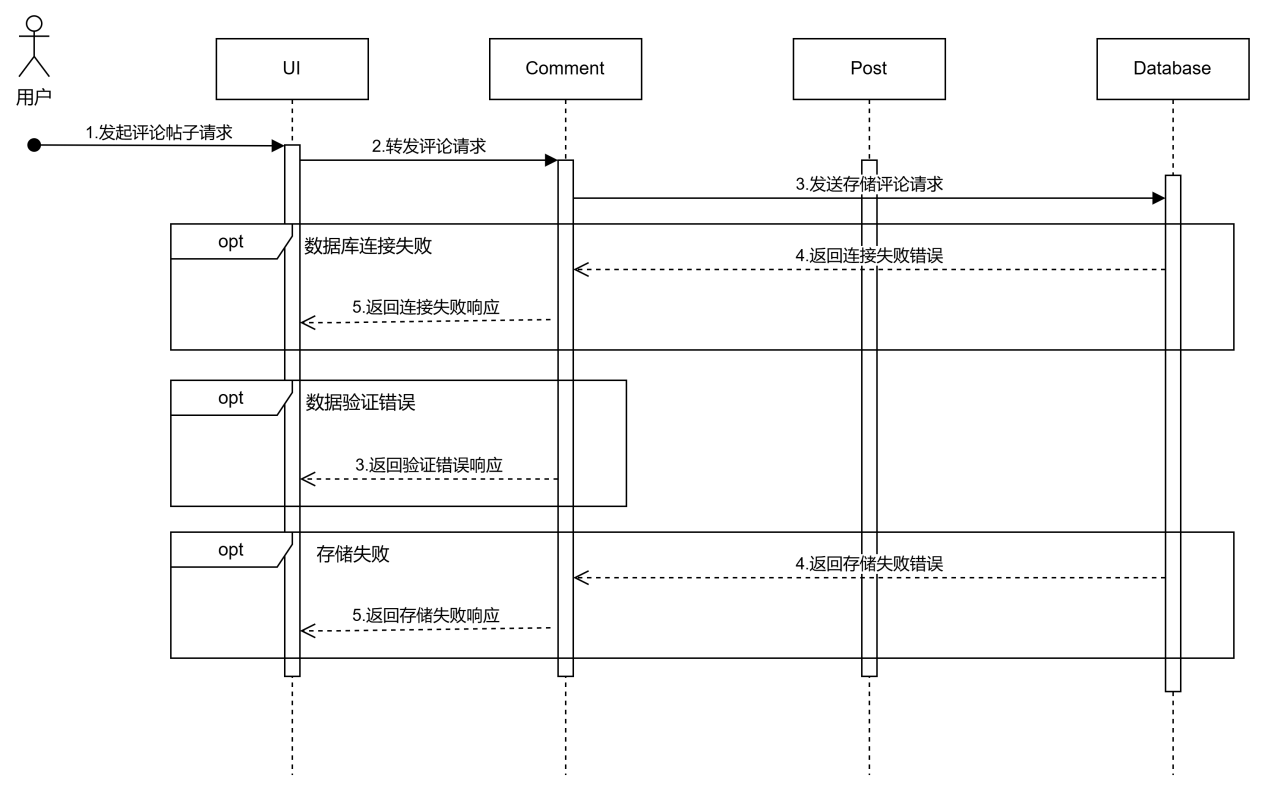 用户
UI
Comment
Post
Database
1.发起评论帖子请求
2.转发评论请求
3.发送存储评论请求
opt
数据库连接失败
4.返回连接失败错误
5.返回连接失败响应
opt
数据验证错误
3.返回验证错误响应
opt
存储失败
4.返回存储失败错误
5.返回存储失败响应